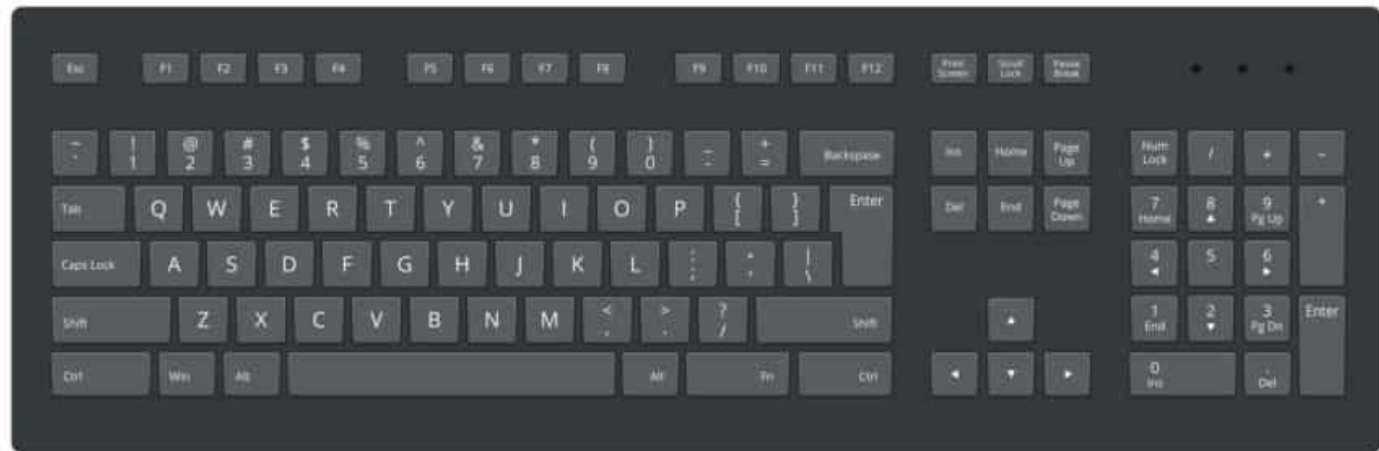 Esc F1 F2 F3 F4 F5 F6 F7 F8 F9 F10 F11 F12 Print Screen Scroll Lock Pause Break
~ ` ! 1 @ 2 # 3 $ 4 % 5 ^ 6 & 7 * 8 ( 9 ) 0 _ - + = Backspase Ins Home Page Up Num Lock / * -
Tab Q W E R T Y U I O P { [ } ] Enter Del End Page Down 7 Home 8 ▲ 9 Pg Up +
Caps Lock A S D F G H J K L : ; " ' | \ 4 ◄ 5 6 ►
Shift Z X C V B N M < , > . ? / Shift ▲ 1 End 2 ▼ 3 Pg Dn Enter
Ctrl Win Alt Alt Fn Ctrl ◄ ▼ ► 0 Ins . Del